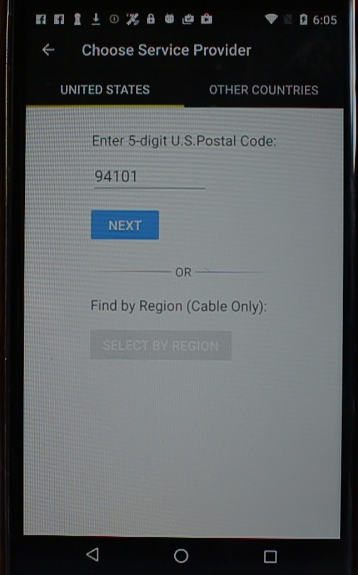 6:05
Choose Service Provider
UNITED STATES
OTHER COUNTRIES
Enter 5-digit U.S.Postal Code:
94101
NEXT
OR
Find by Region (Cable Only):
SELECT BY REGION